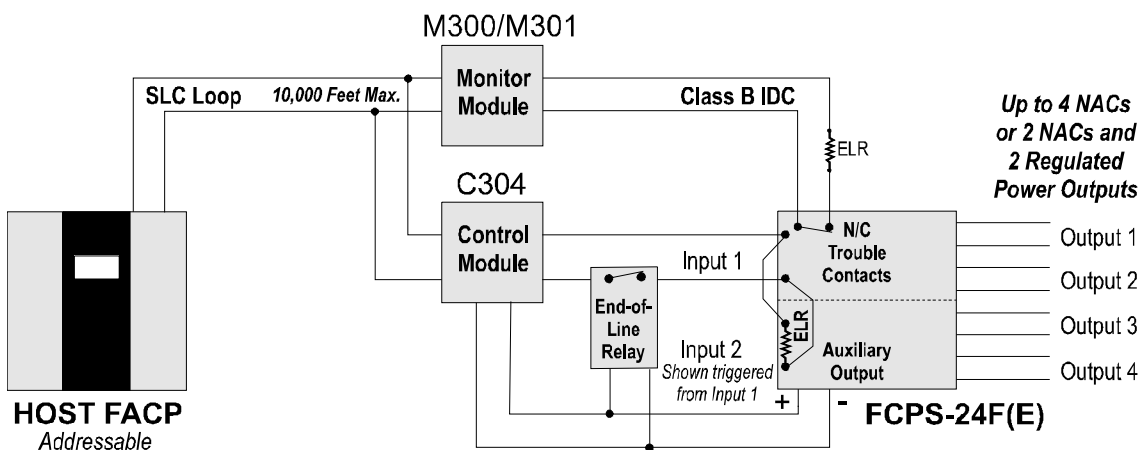 M300/M301
Monitor
Module
SLC Loop
10,000 Feet Max.
Class B IDC
ELR
Up to 4 NACs
or 2 NACs and
2 Regulated
Power Outputs
C304
Control
Module
Input 1
N/C
Trouble
Contacts
Output 1
Output 2
End-of-
Line
Relay
Input 2
Shown triggered
from Input 1
ELR
Auxiliary
Output
Output 3
Output 4
+
-
HOST FACP
Addressable
FCPS-24F(E)